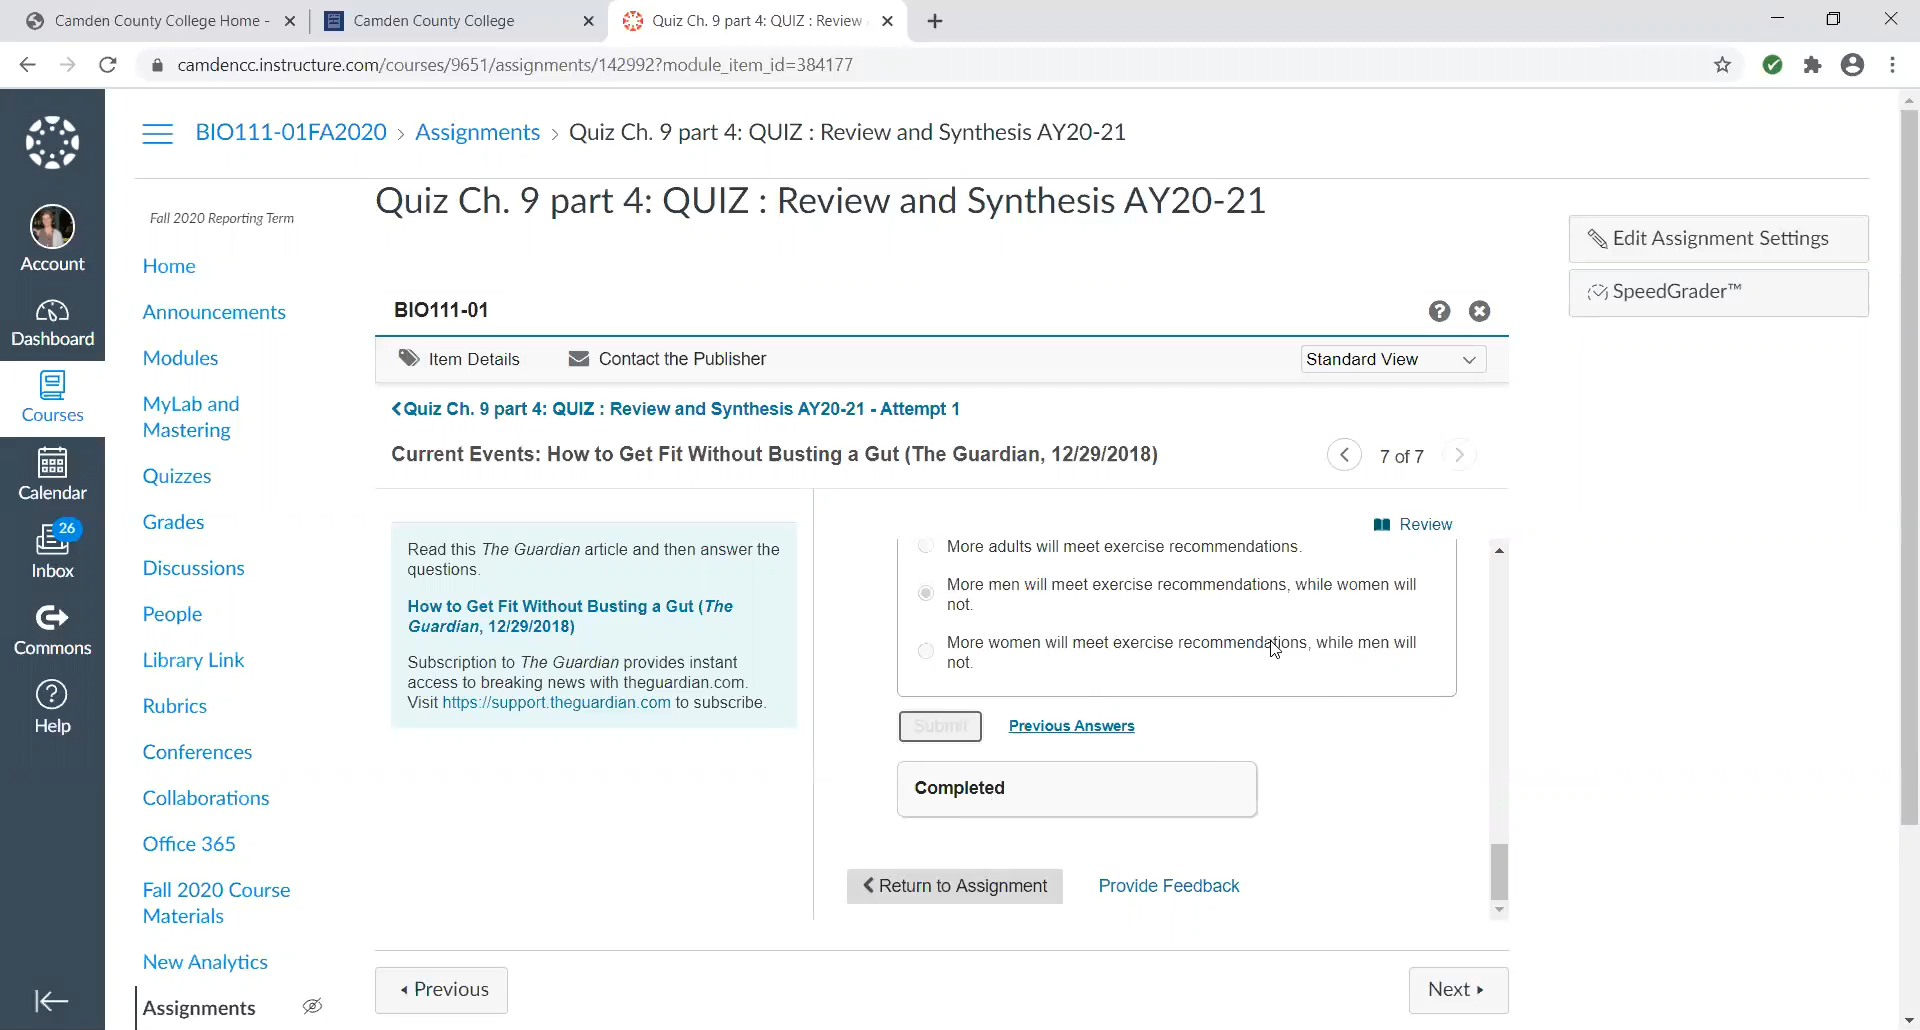 Camden County College Home -
Camden County College
Quiz Ch. 9 part 4: QUIZ : Review
camdencc.instructure.com/courses/9651/assignments/142992?module_item_id=384177
BIO111-01FA2020 > Assignments > Quiz Ch. 9 part 4: QUIZ : Review and Synthesis AY20-21
Account
Dashboard
Courses
Calendar
26
Inbox
Commons
Help
Fall 2020 Reporting Term
Home
Announcements
Modules
MyLab and
Mastering
Quizzes
Grades
Discussions
People
Library Link
Rubrics
Conferences
Collaborations
Office 365
Fall 2020 Course
Materials
New Analytics
Assignments
Quiz Ch. 9 part 4: QUIZ : Review and Synthesis AY20-21
Edit Assignment Settings
SpeedGrader™
BIO111-01
Item Details
Contact the Publisher
Standard View
Quiz Ch. 9 part 4: QUIZ : Review and Synthesis AY20-21 - Attempt 1
Current Events: How to Get Fit Without Busting a Gut (The Guardian, 12/29/2018)
7 of 7
Read this The Guardian article and then answer the
questions.
How to Get Fit Without Busting a Gut (The
Guardian, 12/29/2018)
Subscription to The Guardian provides instant
access to breaking news with theguardian.com.
Visit https://support.theguardian.com to subscribe.
Review
More adults will meet exercise recommendations.
More men will meet exercise recommendations, while women will
not.
More women will meet exercise recommendations, while men will
not.
Submit
Previous Answers
Completed
Return to Assignment
Provide Feedback
Previous
Next